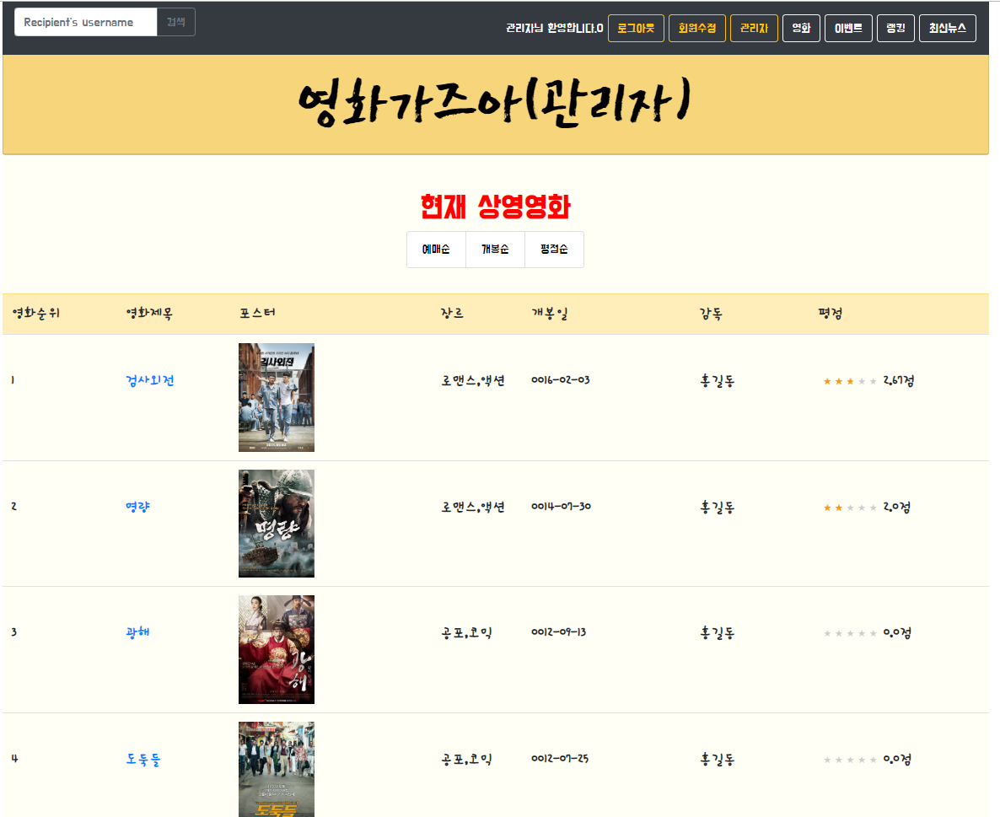 Recipient's username 검색 관리자님 환영합니다.0 로그아웃 회원수정 관리자 영화 이벤트 랭킹 최신뉴스
영화가즈아(관리자)
현재 상영영화
예매순 개봉순 평점순
영화순위 영화제목 포스터 장르 개봉일 감독 평점
검사외전
1 검사외전 로맨스,액션 0016-02-03 홍길동 ★★★★★ 2.67점
2 명량 로맨스,액션 0014-07-30 홍길동 ★★★★★ 2.0점
명량
3 광해 공포,코믹 0012-09-13 홍길동 ★★★★★ 0.0점
광해
4 도둑들 공포,코믹 0012-07-25 홍길동 ★★★★★ 0.0점
도둑들